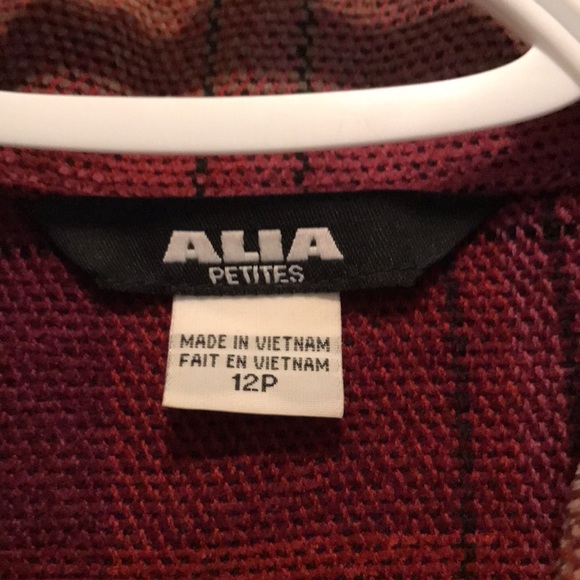 ALIA
PETITES
MADE IN VIETNAM
FAIT EN VIETNAM
12P